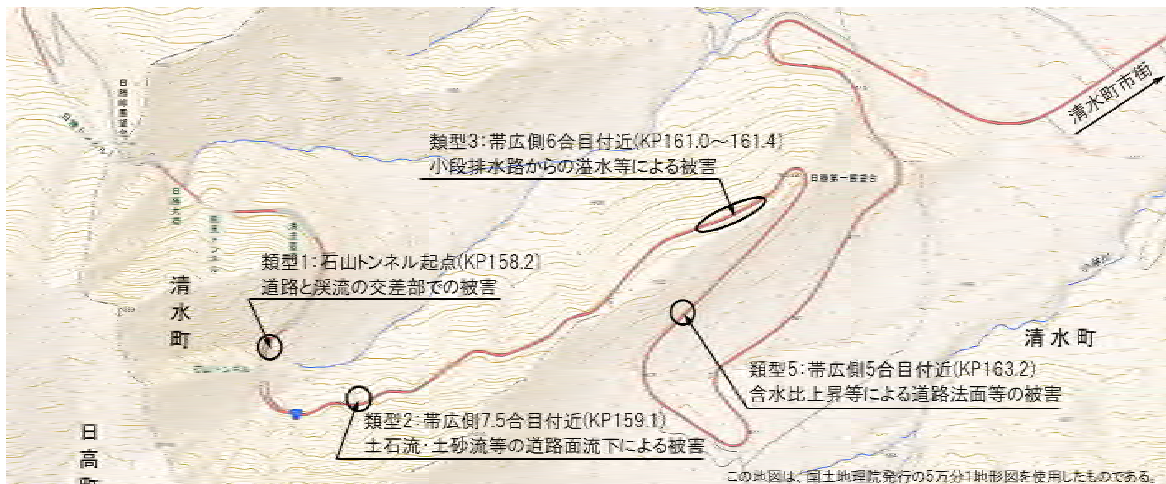 清水町市街
類型3:帯広側6合目付近(KP161.0~161.4)
小段排水路からの溢水等による被害
日勝第一展望台
類型1:石山トンネル起点(KP158.2)
道路と渓流の交差部での被害
清水町
清水町
類型5:帯広側5合目付近(KP163.2)
含水比上昇等による道路法面等の被害
類型2:帯広側7.5合目付近(KP159.1)
土石流・土砂流等の道路面流下による被害
日高町
この地図は、国土地理院発行の5万分1地形図を使用したものである。